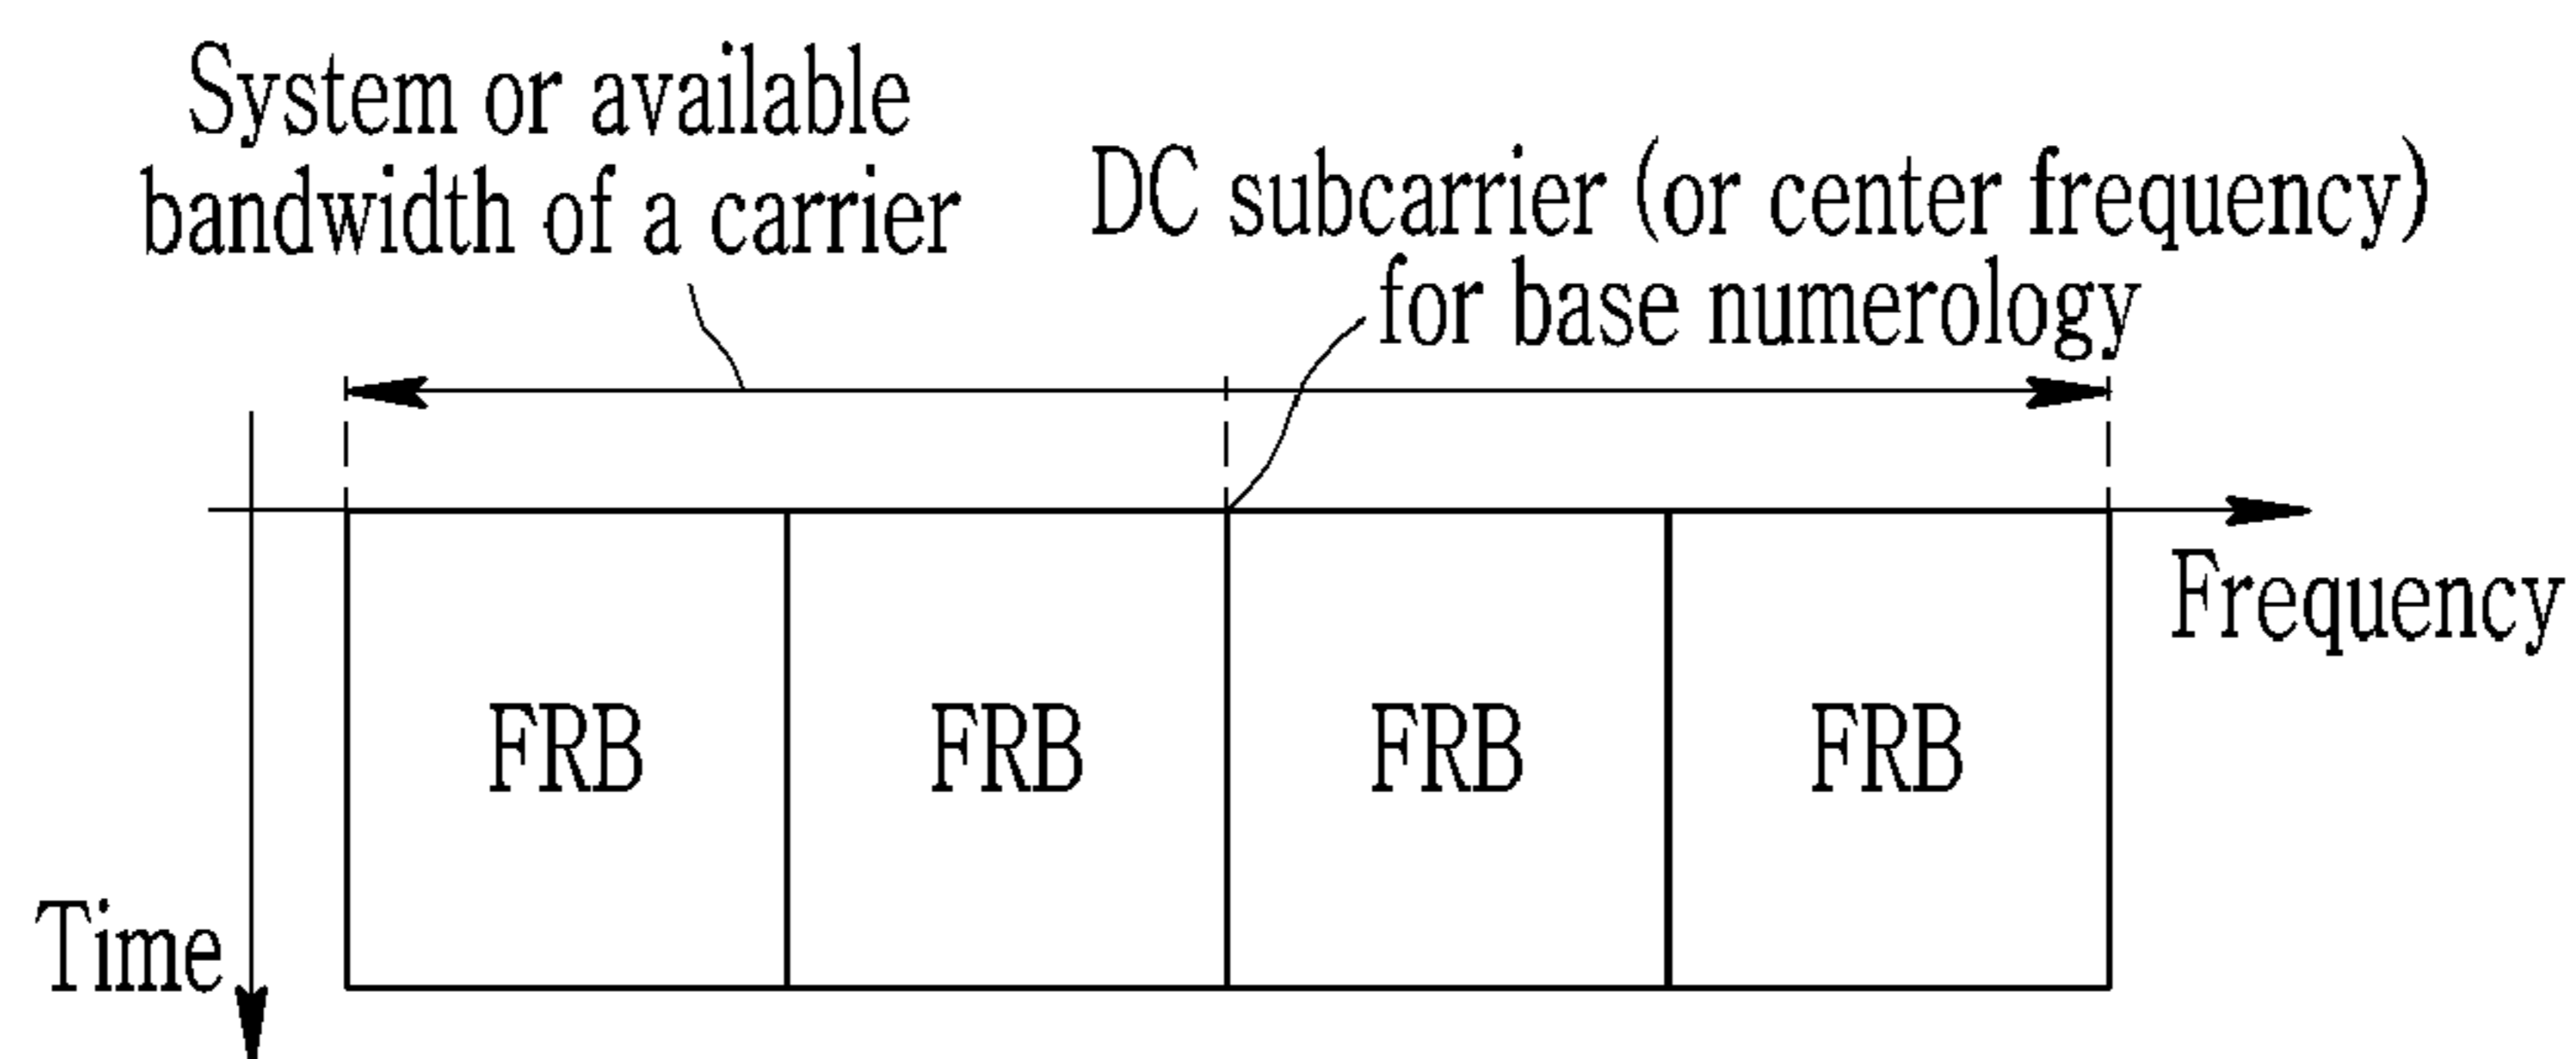 System or available
bandwidth of a carrier
DC subcarrier (or center frequency)
for base numerology
Frequency
FRB
FRB
FRB
FRB
Time